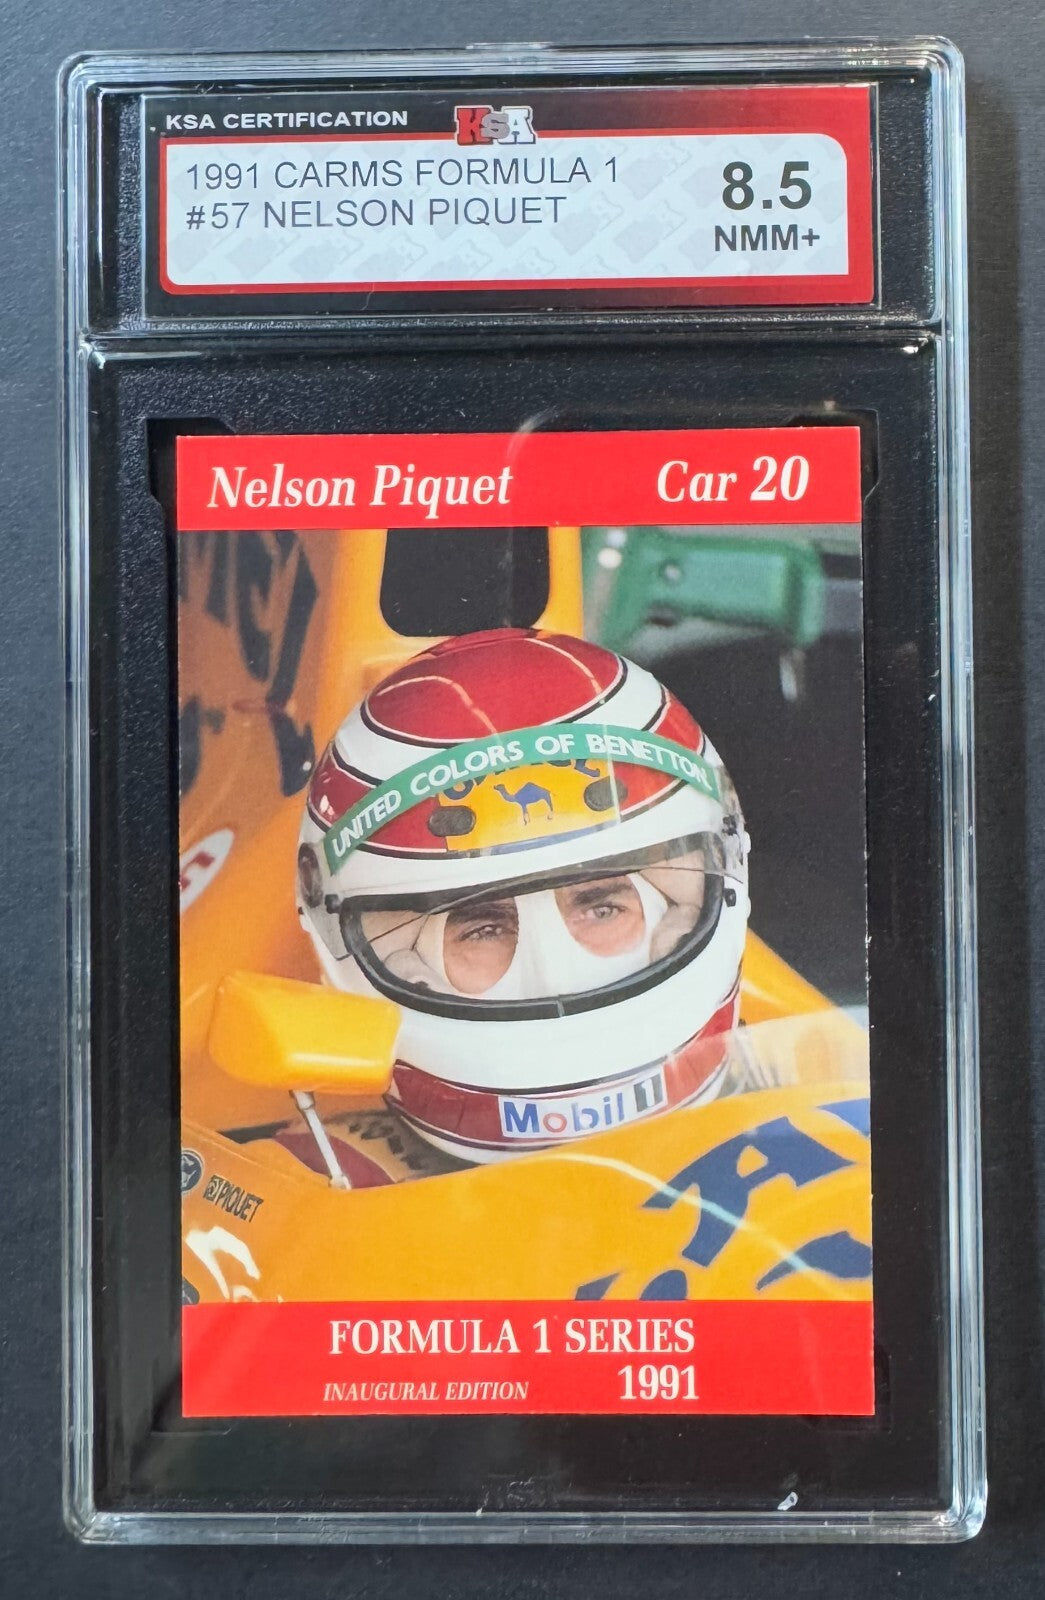 KSA CERTIFICATION
KSA
1991 CARMS FORMULA 1
#57 NELSON PIQUET
8.5
NMM+
Nelson Piquet
Car 20
UNITED COLORS OF BENETTON
Mobil 1
PIQUET
FORMULA 1 SERIES
INAUGURAL EDITION
1991